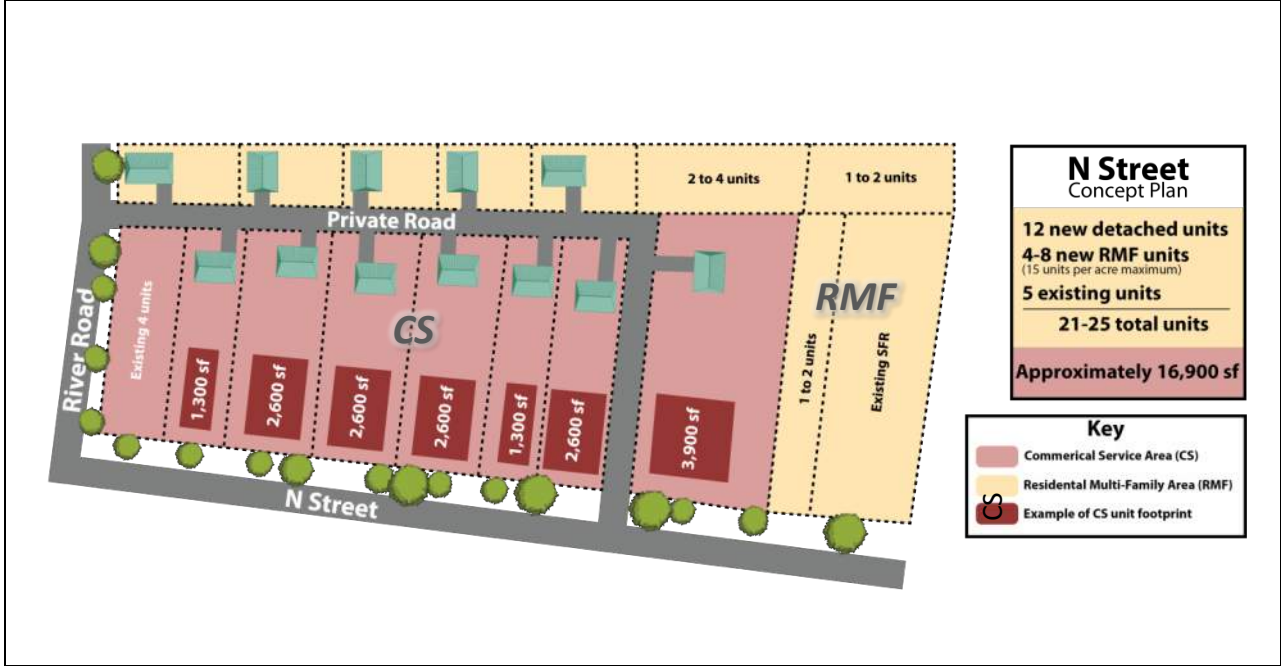 2 to 4 units
1 to 2 units
Private Road
River Road
Existing 4 units
1,300 sf
2,600 sf
2,600 sf
2,600 sf
1,300 sf
2,600 sf
3,900 sf
CS
RMF
1 to 2 units
Existing SFR
N Street
N Street
Concept Plan
12 new detached units
4-8 new RMF units
(15 units per acre maximum)
5 existing units
21-25 total units
Approximately 16,900 sf
Key
Commerical Service Area (CS)
Residental Multi-Family Area (RMF)
CS
Example of CS unit footprint